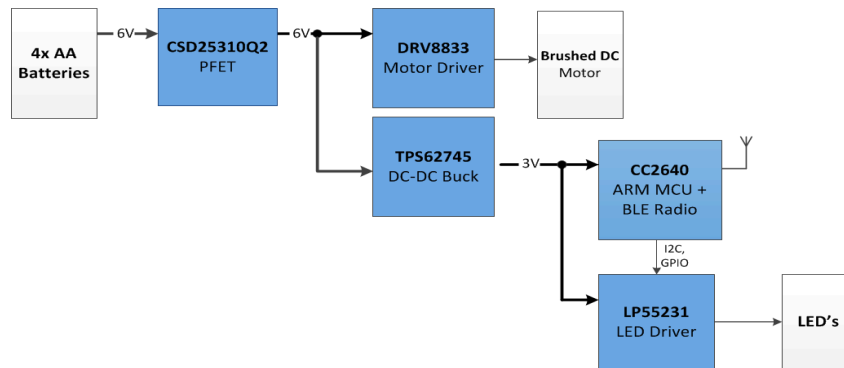 4x AA
Batteries
6V
CSD25310Q2
PFET
6V
DRV8833
Motor Driver
Brushed DC
Motor
TPS62745
DC-DC Buck
3V
CC2640
ARM MCU +
BLE Radio
I2C,
GPIO
LP55231
LED Driver
LED's